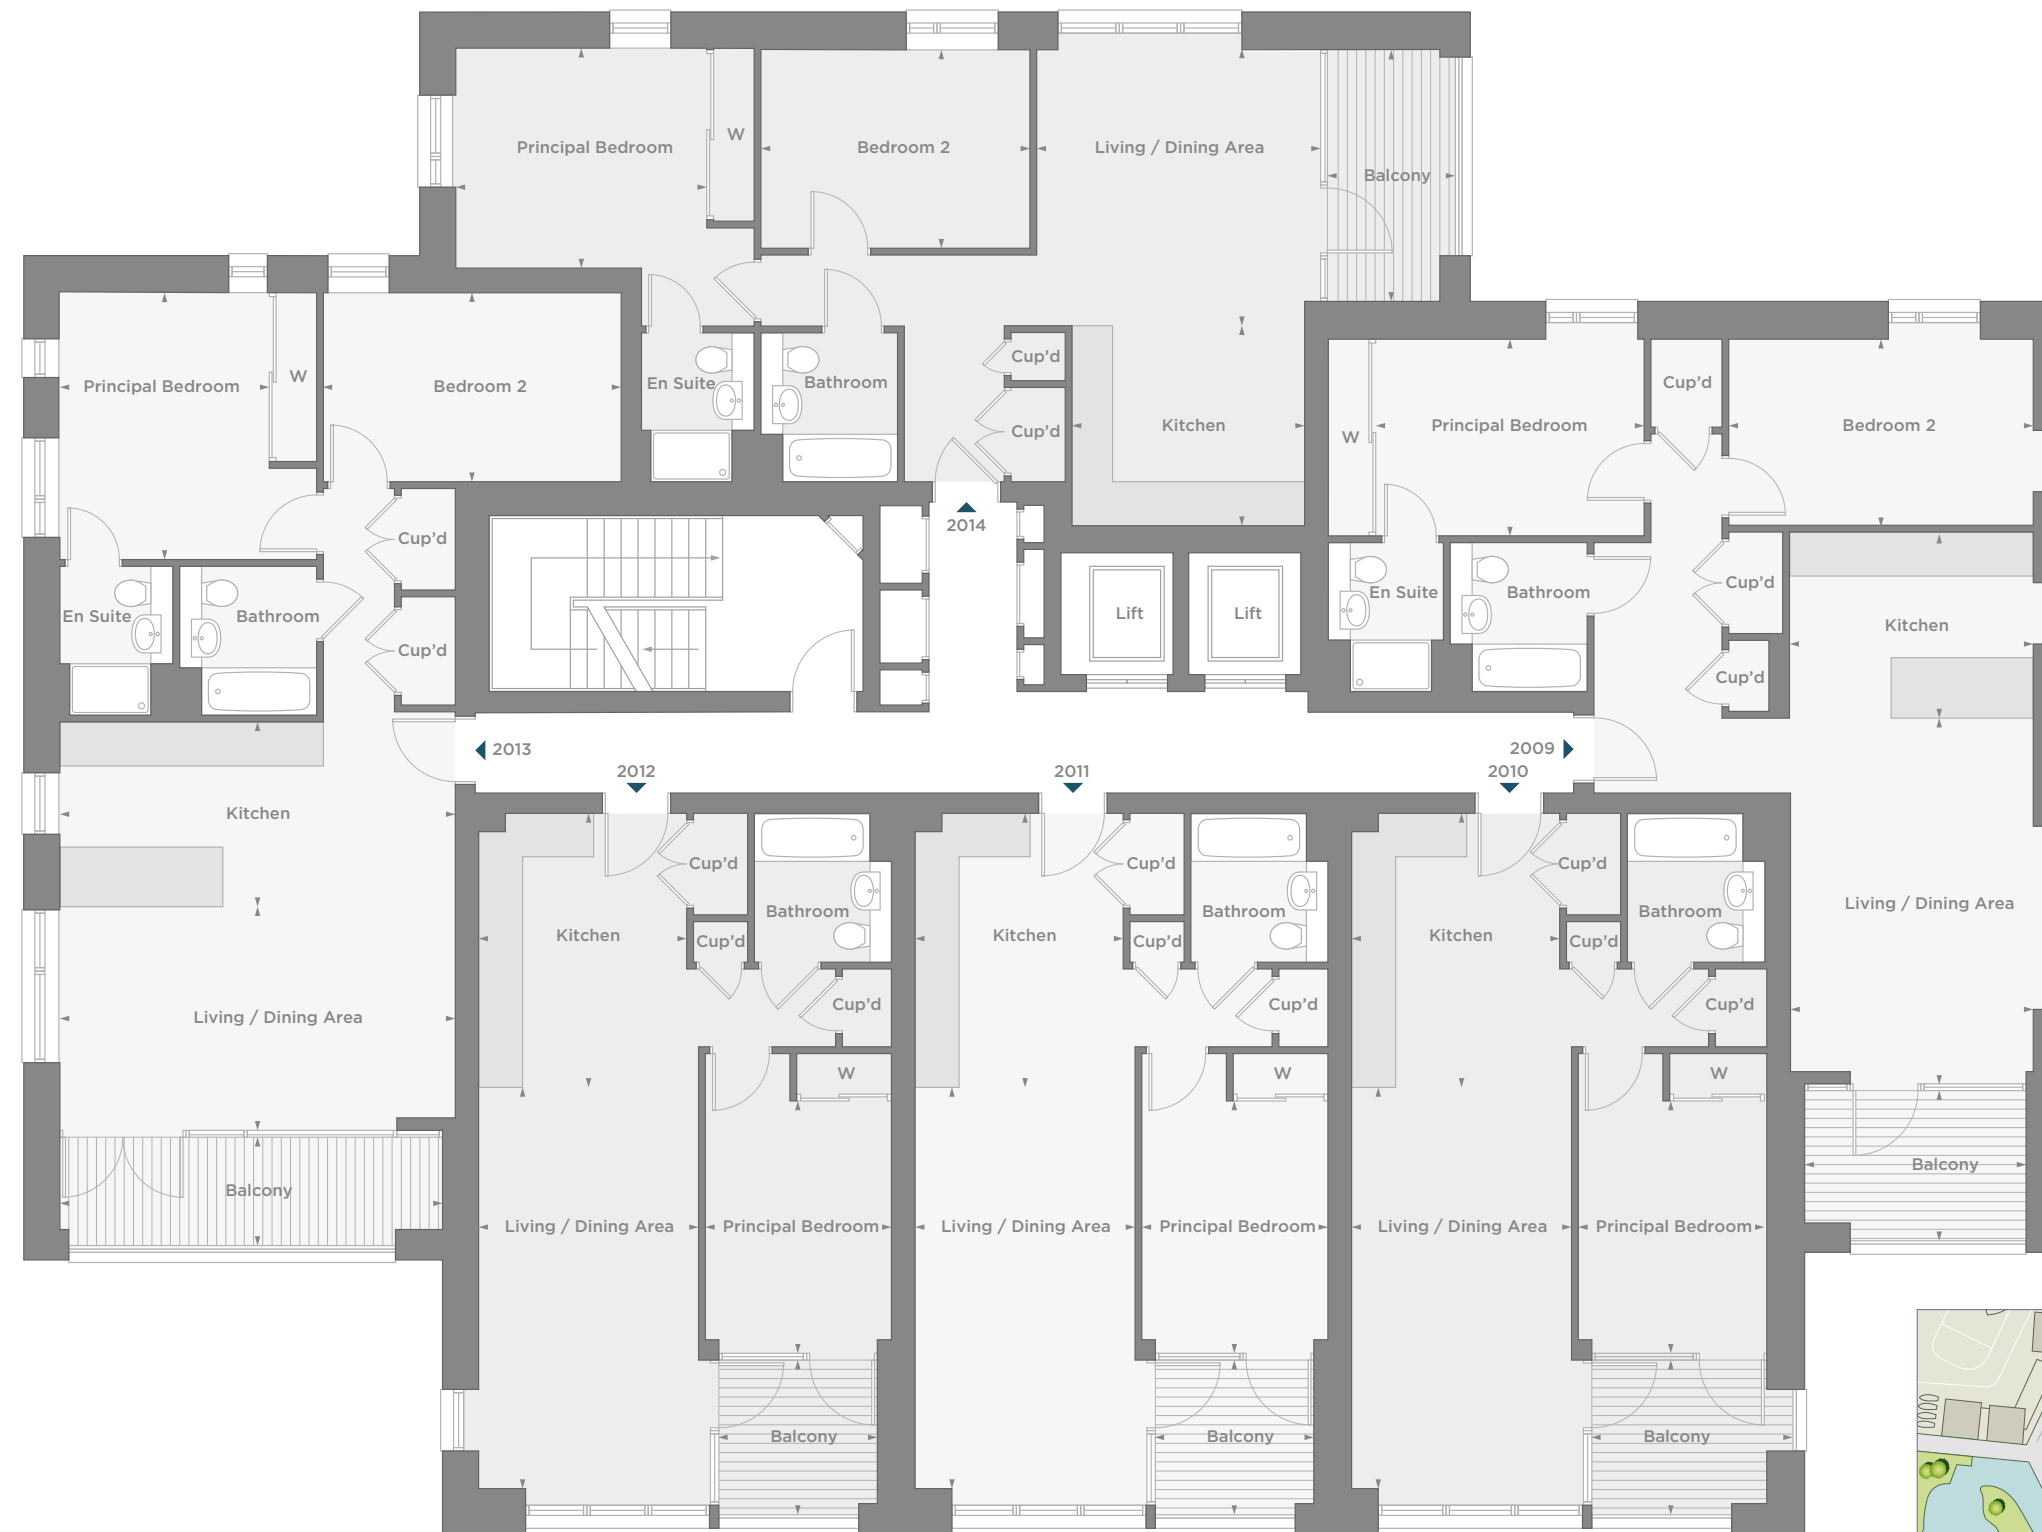 Principal Bedroom
W
Bedroom 2
Living / Dining Area
Balcony
En Suite
Bathroom
Cup'd
Cup'd
Kitchen
2014
Principal Bedroom
W
Bedroom 2
Cup'd
Cup'd
En Suite
Bathroom
Kitchen
Living / Dining Area
Balcony
2013
W
Principal Bedroom
Cup'd
Bedroom 2
En Suite
Bathroom
Cup'd
Cup'd
Kitchen
Living / Dining Area
Balcony
2009
Lift
Lift
2012
Kitchen
Cup'd
Bathroom
Cup'd
Cup'd
W
Living / Dining Area
Principal Bedroom
Balcony
2011
Kitchen
Cup'd
Bathroom
Cup'd
Cup'd
W
Living / Dining Area
Principal Bedroom
Balcony
2010
Kitchen
Cup'd
Bathroom
Cup'd
Cup'd
W
Living / Dining Area
Principal Bedroom
Balcony